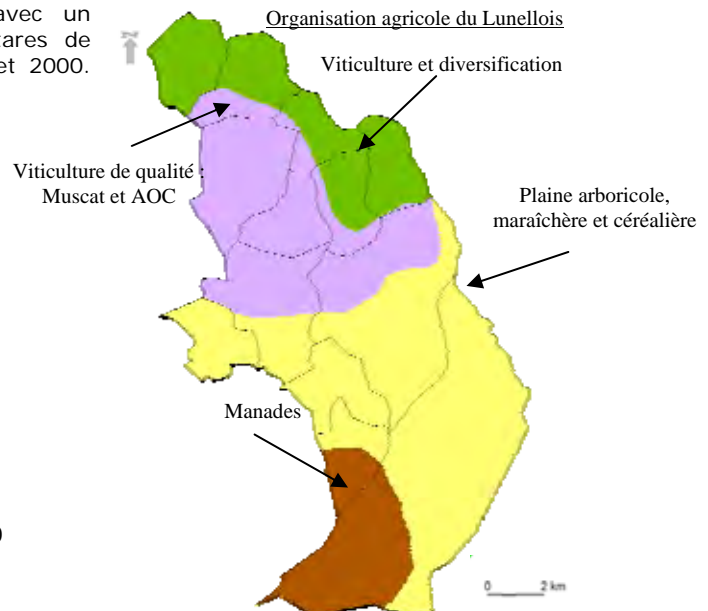 avec un
tares de
et 2000.
Organisation agricole du Lunellois
Viticulture et diversification
Viticulture de qualité :
Muscat et AOC
Plaine arboricole,
maraîchère et céréalière
Manades
)
0 2 km